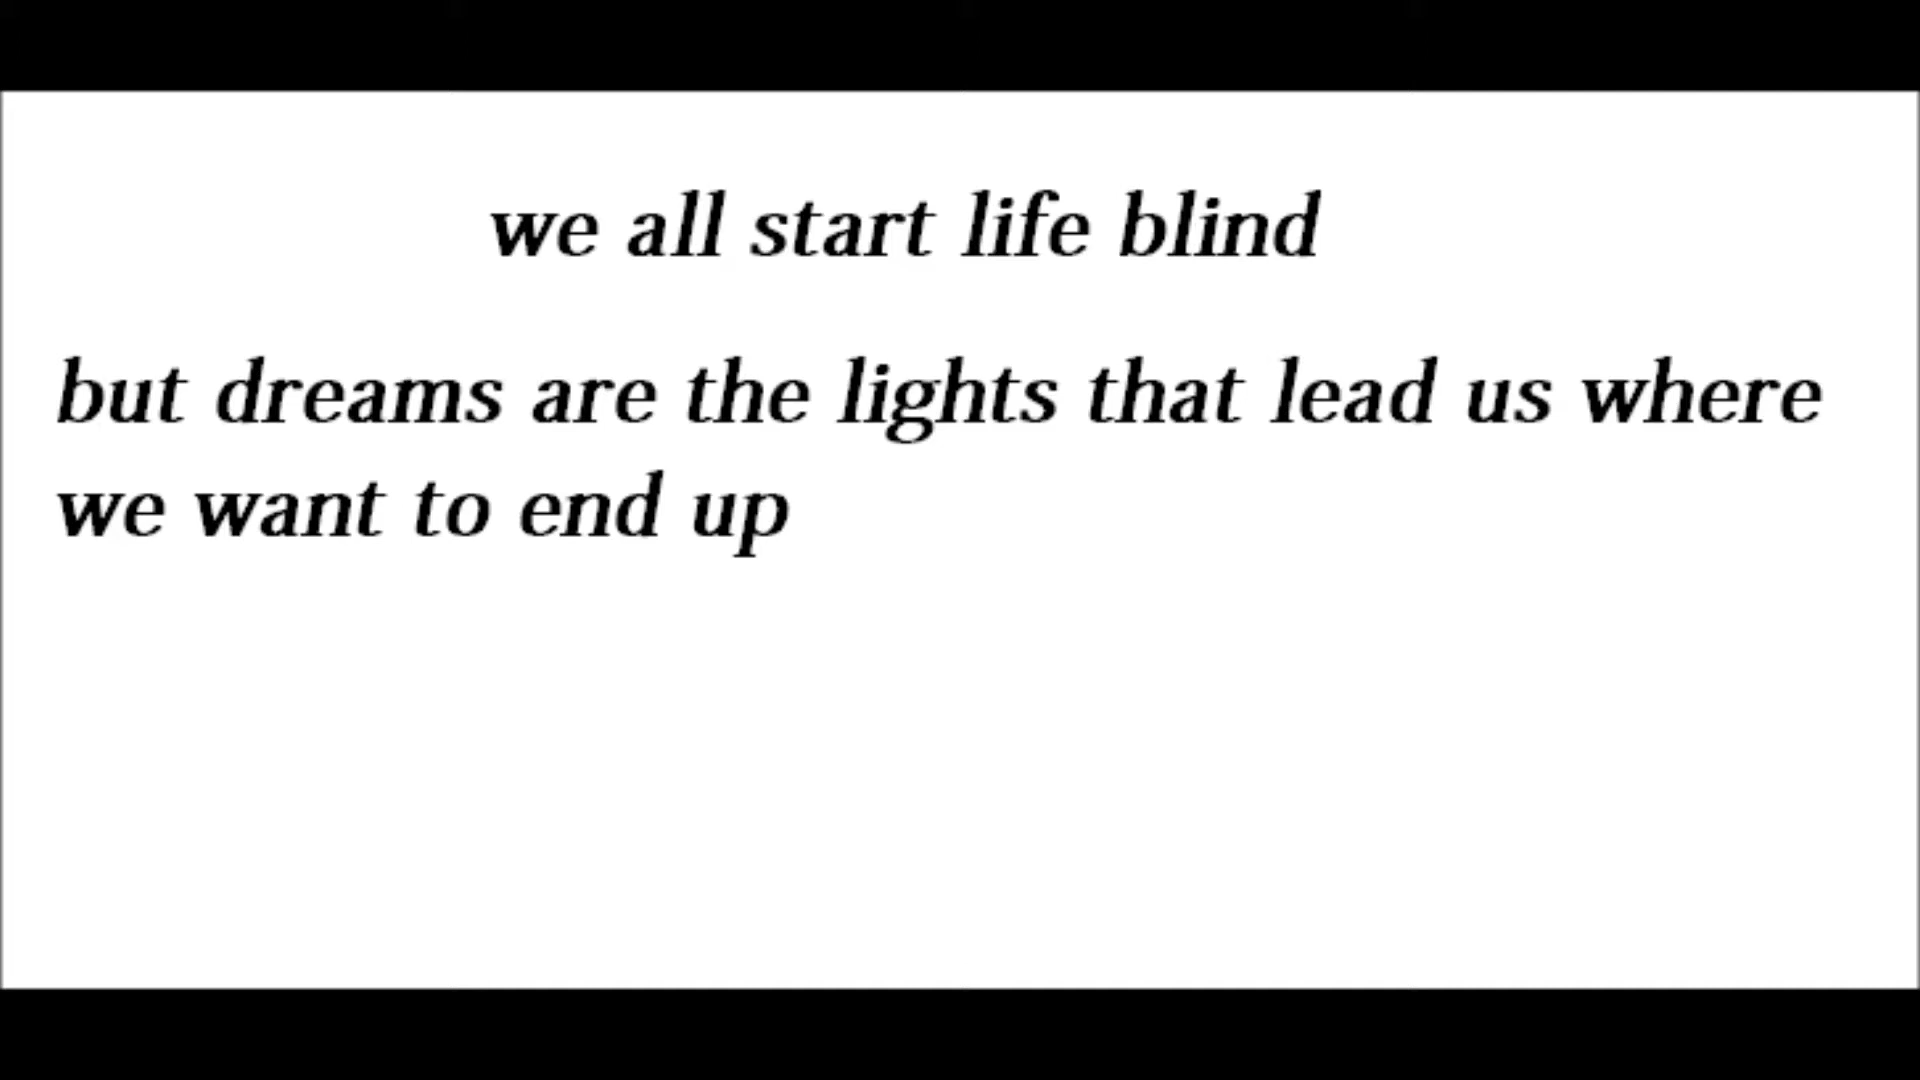 we all start life blind
but dreams are the lights that lead us where
we want to end up